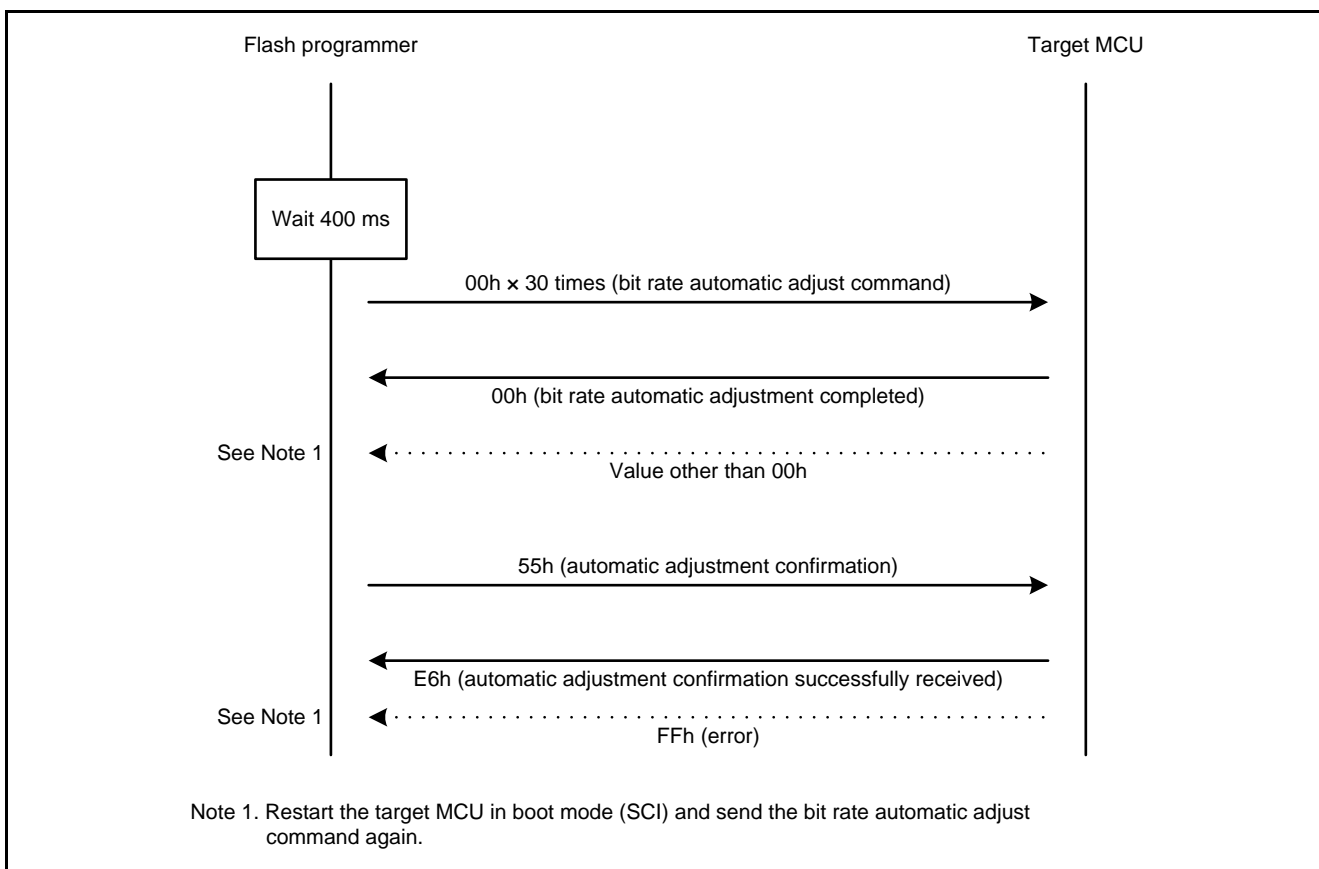 Flash programmer
Target MCU
Wait 400 ms
00h × 30 times (bit rate automatic adjust command)
00h (bit rate automatic adjustment completed)
See Note 1
Value other than 00h
55h (automatic adjustment confirmation)
E6h (automatic adjustment confirmation successfully received)
See Note 1
FFh (error)
Note 1. Restart the target MCU in boot mode (SCI) and send the bit rate automatic adjust
command again.